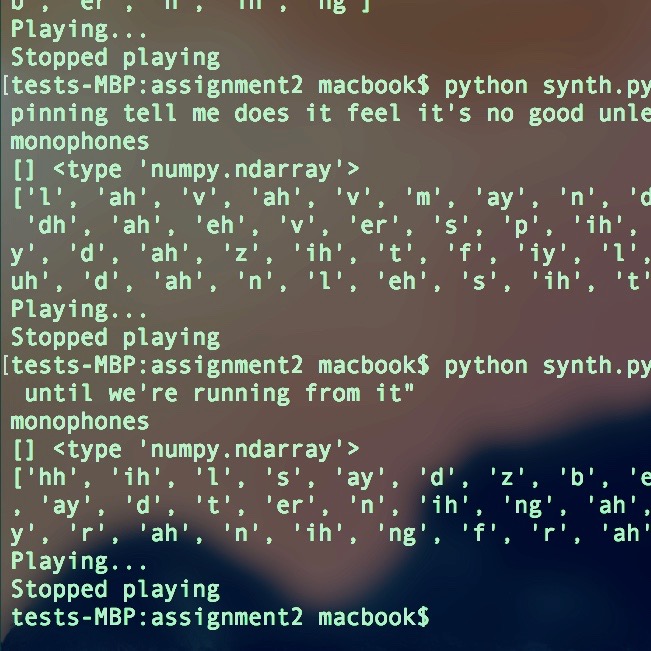 b', 'er', 'n', 'ih', 'ng']
Playing...
Stopped playing
[tests-MBP:assignment2 macbook$ python synth.py
pinning tell me does it feel it's no good unle
monophones
[] <type 'numpy.ndarray'>
['l', 'ah', 'v', 'ah', 'v', 'm', 'ay', 'n', 'd
'dh', 'ah', 'eh', 'v', 'er', 's', 'p', 'ih',
y', 'd', 'ah', 'z', 'ih', 't', 'f', 'iy', 'l',
uh', 'd', 'ah', 'n', 'l', 'eh', 's', 'ih', 't'
Playing...
Stopped playing
[tests-MBP:assignment2 macbook$ python synth.py
until we're running from it"
monophones
[] <type 'numpy.ndarray'>
['hh', 'ih', 'l', 's', 'ay', 'd', 'z', 'b', 'e
, 'ay', 'd', 't', 'er', 'n', 'ih', 'ng', 'ah',
y', 'r', 'ah', 'n', 'ih', 'ng', 'f', 'r', 'ah'
Playing...
Stopped playing
tests-MBP:assignment2 macbook$